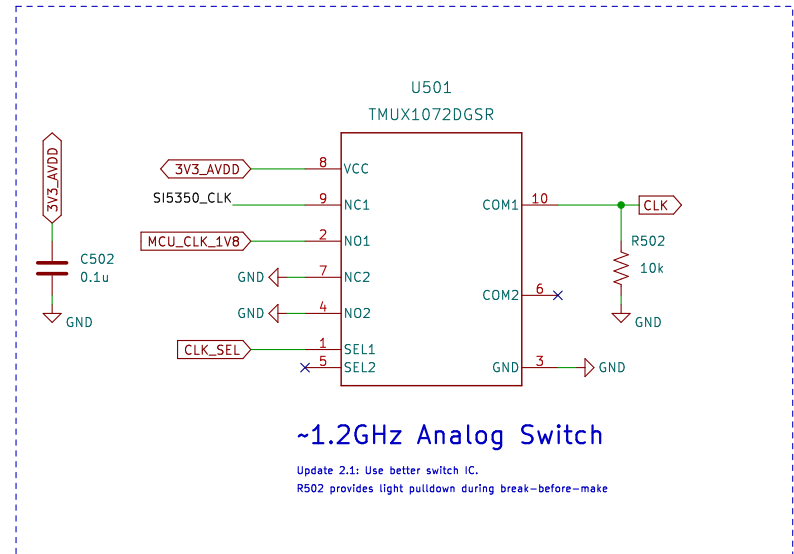 U501
TMUX1072DGSR
3V3_AVDD
3V3_AVDD
8
VCC
SI5350_CLK
9
NC1
COM1
10
CLK
MCU_CLK_1V8
2
NO1
R502
10k
C502
0.1u
GND
7
NC2
COM2
6
GND
4
NO2
GND
GND
CLK_SEL
1
SEL1
5
SEL2
GND
3
GND
~1.2GHz Analog Switch
Update 2.1: Use better switch IC.
R502 provides light pulldown during break-before-make